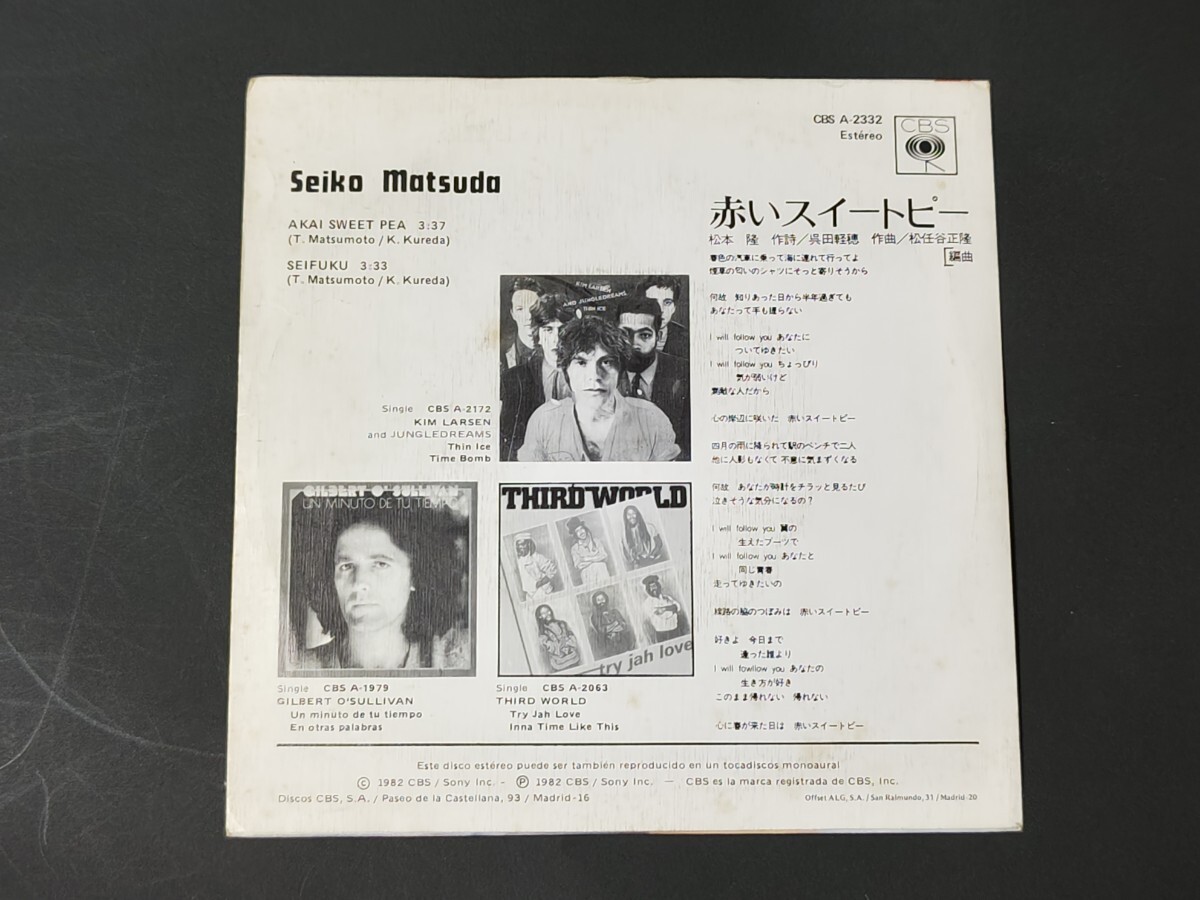 CBS A-2332
Estéreo
CBS
Seiko Matsuda
AKAI SWEET PEA 3:37
(T. Matsumoto / K. Kureda)
SEIFUKU 3:33
(T. Matsumoto / K. Kureda)
KIM LARSEN
AND JUNGLEDREAMS
THIN ICE
Single CBS A-2172
KIM LARSEN
and JUNGLEDREAMS
Thin Ice
Time Bomb
GILBERT O'SULLIVAN
UN MINUTO DE TU TIEMPO
Single CBS A-1979
GILBERT O'SULLIVAN
Un minuto de tu tiempo
En otras palabras
THIRD WORLD
try jah love
Single CBS A-2063
THIRD WORLD
Try Jah Love
Inna Time Like This
赤いスイートピー
松本 隆 作詩/呉田軽穂 作曲/松任谷正隆
編曲
春色の汽車に乗って海に連れて行ってよ
煙草の匂いのシャツにそっと寄りそうから
何故 知りあった日から半年過ぎても
あなたって手も握らない
I will follow you あなたに
ついてゆきたい
I will follow you ちょっぴり
気が弱いけど
素敵な人だから
心の岸辺に咲いた 赤いスイートピー
四月の雨に降られて駅のベンチで二人
他に人影もなくて 不意に気まずくなる
何故 あなたが時計をチラッと見るたび
泣きそうな気分になるの?
I will follow you 翼の
生えたブーツで
I will follow you あなたと
同じ青春
走ってゆきたいの
線路の脇のつぼみは 赤いスイートピー
好きよ 今日まで
逢った誰より
I will fowllow you あなたの
生き方が好き
このまま帰れない 帰れない
心に春が来た日は 赤いスイートピー
Este disco estéreo puede ser también reproducido en un tocadiscos monoaural
© 1982 CBS / Sony Inc. - ℗ 1982 CBS / Sony Inc. — CBS es la marca registrada de CBS, Inc.
Discos CBS, S.A. / Paseo de la Castellana, 93 / Madrid-16
Offset ALG, S.A. / San Raimundo, 31 / Madrid-20